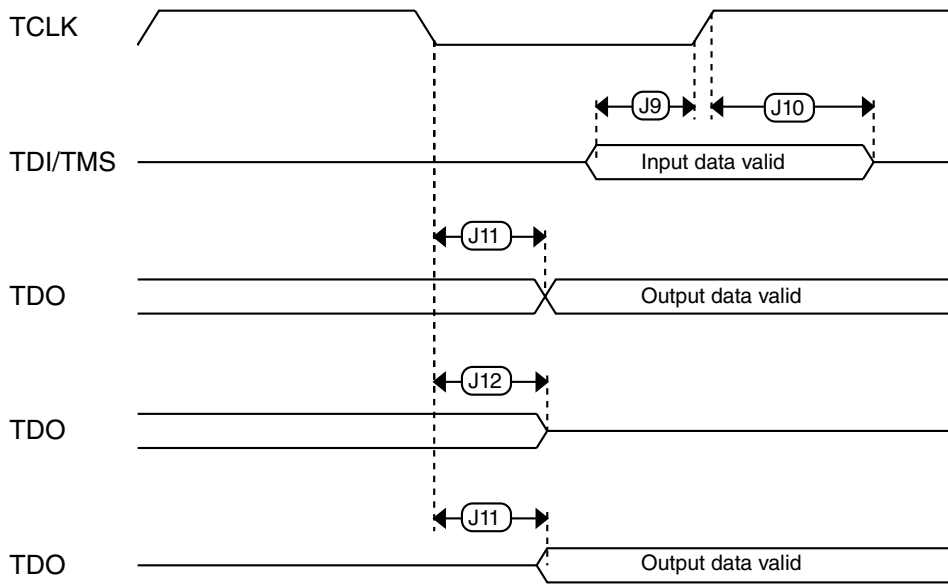 TCLK
J9
J10
TDI/TMS
Input data valid
J11
TDO
Output data valid
J12
TDO
J11
TDO
Output data valid